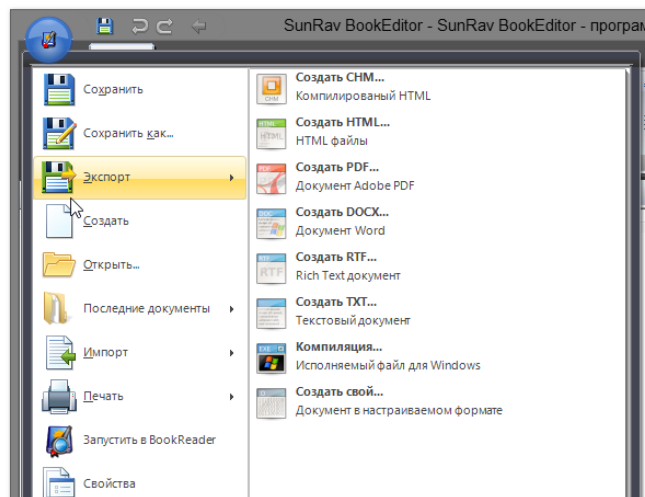 SunRav BookEditor - SunRav BookEditor - програм
Сохранить
Сохранить как...
Экспорт
Создать
Открыть...
Последние документы
Импорт
Печать
Запустить в BookReader
Свойства
Создать CHM...
Компилированый HTML
Создать HTML...
HTML файлы
Создать PDF...
Документ Adobe PDF
Создать DOCX...
Документ Word
Создать RTF...
Rich Text документ
Создать TXT...
Текстовый документ
Компиляция...
Исполняемый файл для Windows
Создать свой...
Документ в настраиваемом формате